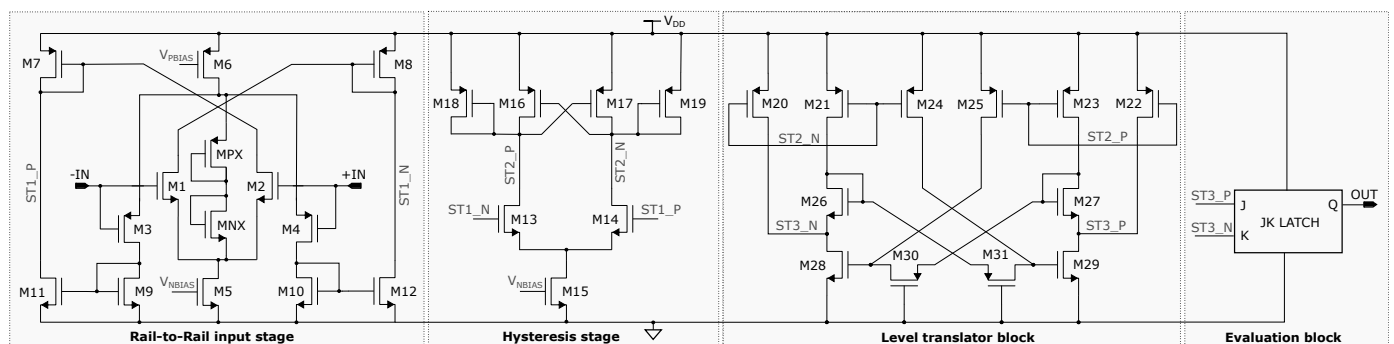 V_DD
M7
V_PBIAS
M6
M8
M18
M16
M17
M19
M20
M21
M24
M25
M23
M22
ST2_N
ST2_P
MPX
ST1_P
-IN
M1
M2
+IN
ST1_N
ST2_P
ST2_N
M3
MNX
M4
ST1_N
M13
M14
ST1_P
M26
M27
ST3_N
ST3_P
ST3_P
ST3_N
J
K
Q
JK LATCH
OUT
M28
M30
M31
M29
M11
M9
V_NBIAS
M5
M10
M12
V_NBIAS
M15
Rail-to-Rail input stage
Hysteresis stage
Level translator block
Evaluation block